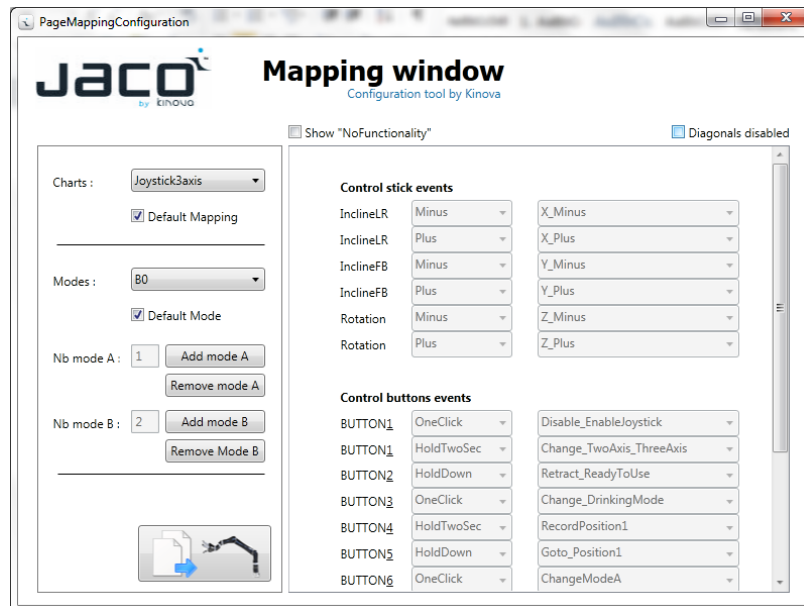 PageMappingConfiguration
Jaco
by kinova
Mapping window
Configuration tool by Kinova
Show "NoFunctionality"
Diagonals disabled
Charts :
Joystick3axis
Default Mapping
Modes :
B0
Default Mode
Nb mode A :
1
Add mode A
Remove mode A
Nb mode B :
2
Add mode B
Remove Mode B
Control stick events
InclineLR Minus X_Minus
InclineLR Plus X_Plus
InclineFB Minus Y_Minus
InclineFB Plus Y_Plus
Rotation Minus Z_Minus
Rotation Plus Z_Plus
Control buttons events
BUTTON1 OneClick Disable_EnableJoystick
BUTTON1 HoldTwoSec Change_TwoAxis_ThreeAxis
BUTTON2 HoldDown Retract_ReadyToUse
BUTTON3 OneClick Change_DrinkingMode
BUTTON4 HoldTwoSec RecordPosition1
BUTTON5 HoldDown Goto_Position1
BUTTON6 OneClick ChangeModeA